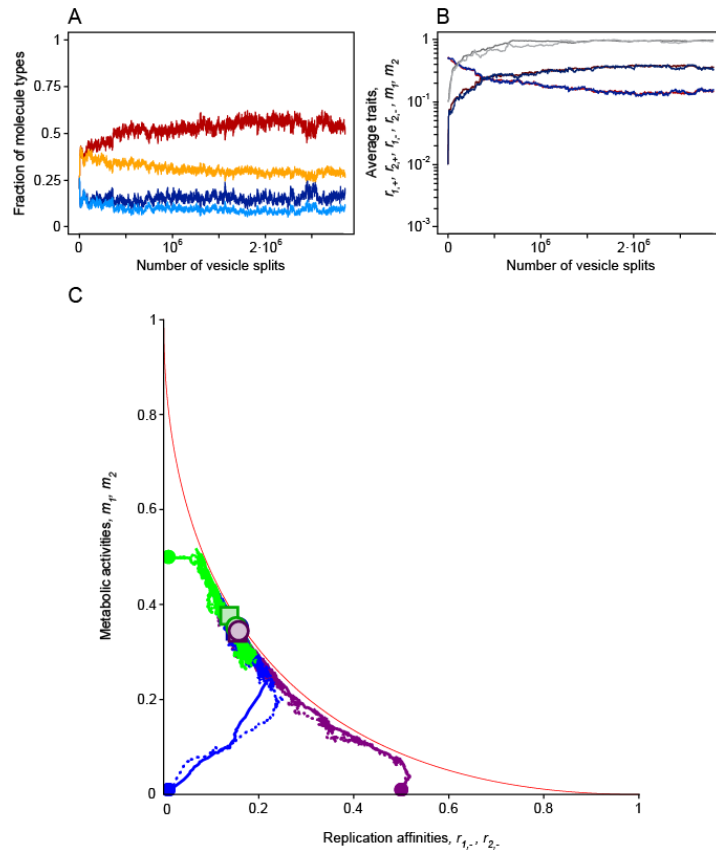 A
Fraction of molecule types
1
0.75
0.5
0.25
0
0
10⁶
2·10⁶
Number of vesicle splits
B
Average traits,
r1,+, r2,+, r1,-, r2,-, m1, m2
1
10⁻¹
10⁻²
10⁻³
0
10⁶
2·10⁶
Number of vesicle splits
C
Metabolic activities, m1, m2
1
0.8
0.6
0.4
0.2
0
0
0.2
0.4
0.6
0.8
1
Replication affinities, r1,-, r2,-